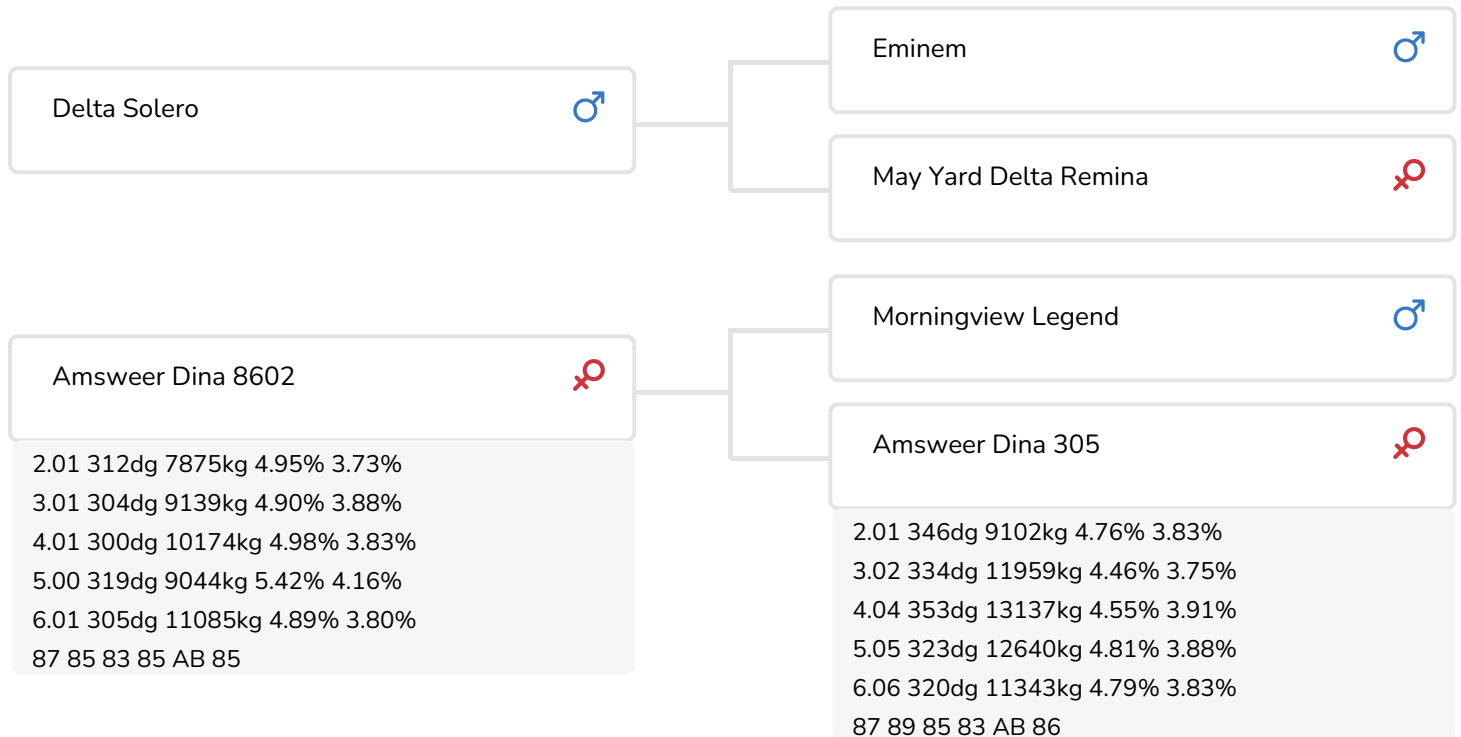 Delta Solero
Eminem
May Yard Delta Remina
Amsweer Dina 8602
2.01 312dg 7875kg 4.95% 3.73%
3.01 304dg 9139kg 4.90% 3.88%
4.01 300dg 10174kg 4.98% 3.83%
5.00 319dg 9044kg 5.42% 4.16%
6.01 305dg 11085kg 4.89% 3.80%
87 85 83 85 AB 85
Morningview Legend
Amsweer Dina 305
2.01 346dg 9102kg 4.76% 3.83%
3.02 334dg 11959kg 4.46% 3.75%
4.04 353dg 13137kg 4.55% 3.91%
5.05 323dg 12640kg 4.81% 3.88%
6.06 320dg 11343kg 4.79% 3.83%
87 89 85 83 AB 86